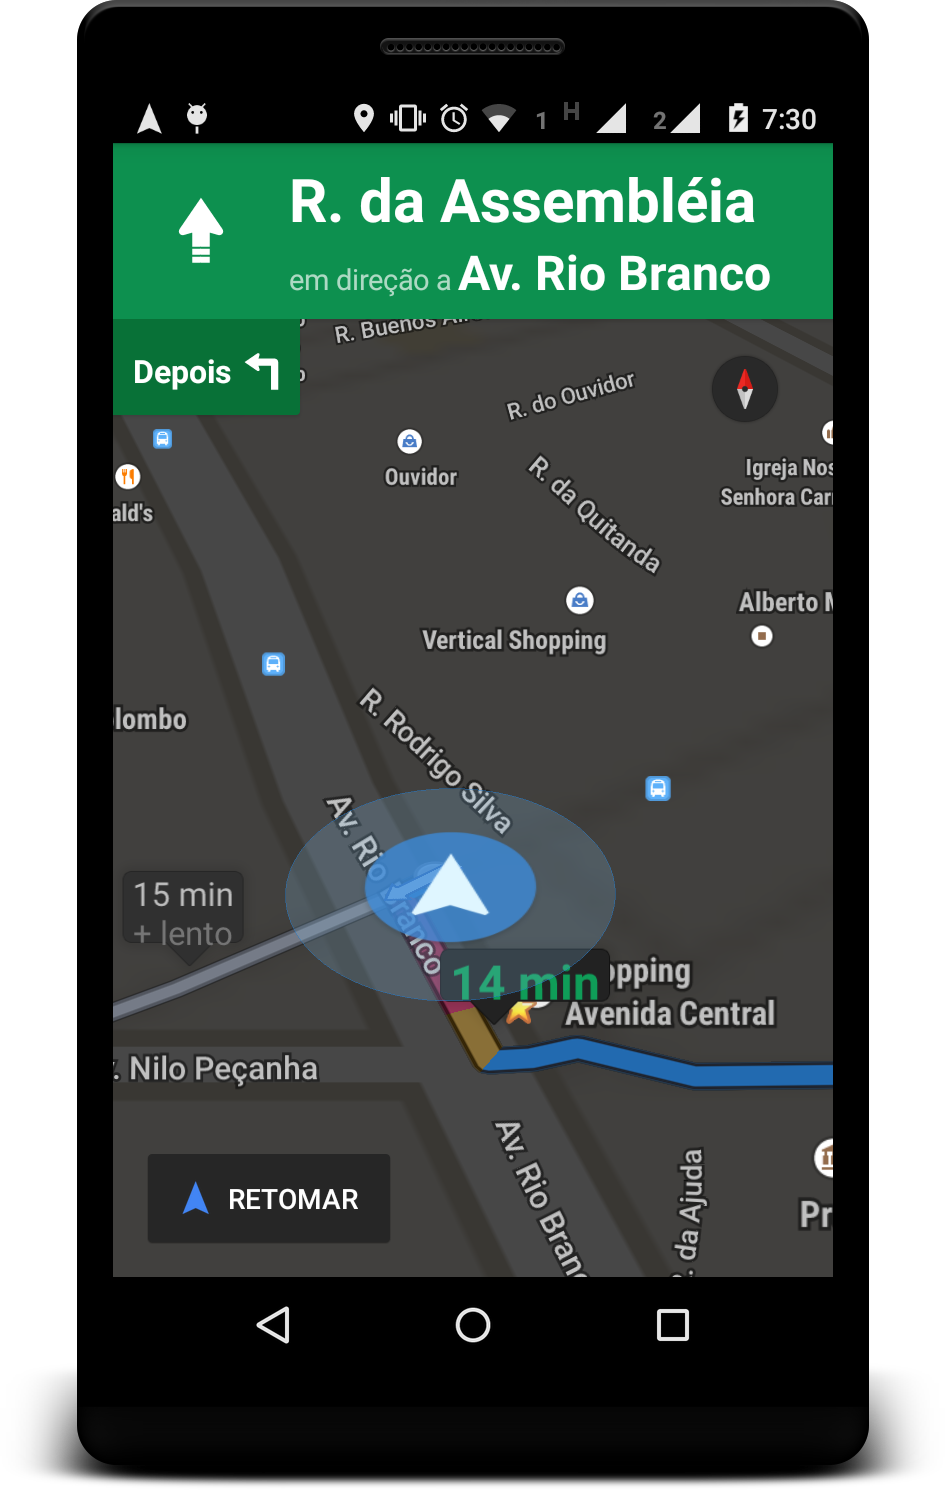 1 H 2 7:30
R. da Assembléia
em direção a Av. Rio Branco
Depois
R. Buenos
R. do Ouvidor
Ouvidor
R. da Quitanda
Igreja Nos
Senhora Car
ald's
Alberto M
Vertical Shopping
lombo
R. Rodrigo Silva
Av. Rio Branco
15 min
+ lento
14 min
opping
Avenida Central
. Nilo Peçanha
Av. Rio Branc
. da Ajuda
RETOMAR
Pr